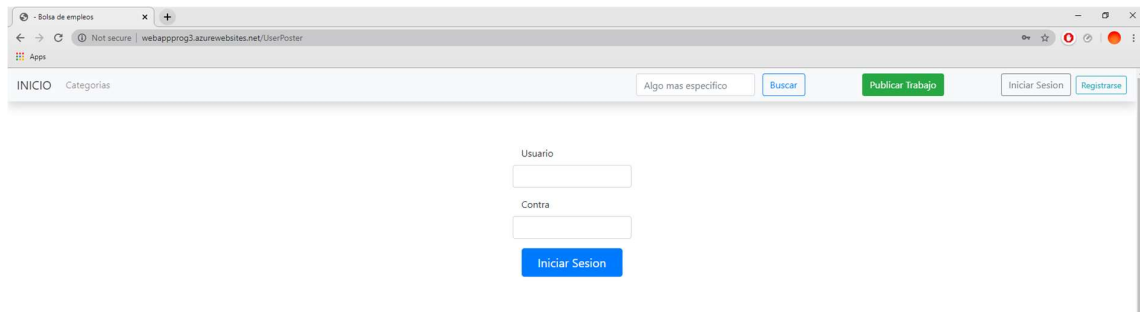 - Bolsa de empleos
Not secure | webappprog3.azurewebsites.net/UserPoster
Apps
INICIO Categorias Algo mas especifico Buscar Publicar Trabajo Iniciar Sesion Registrarse
Usuario
Contra
Iniciar Sesion